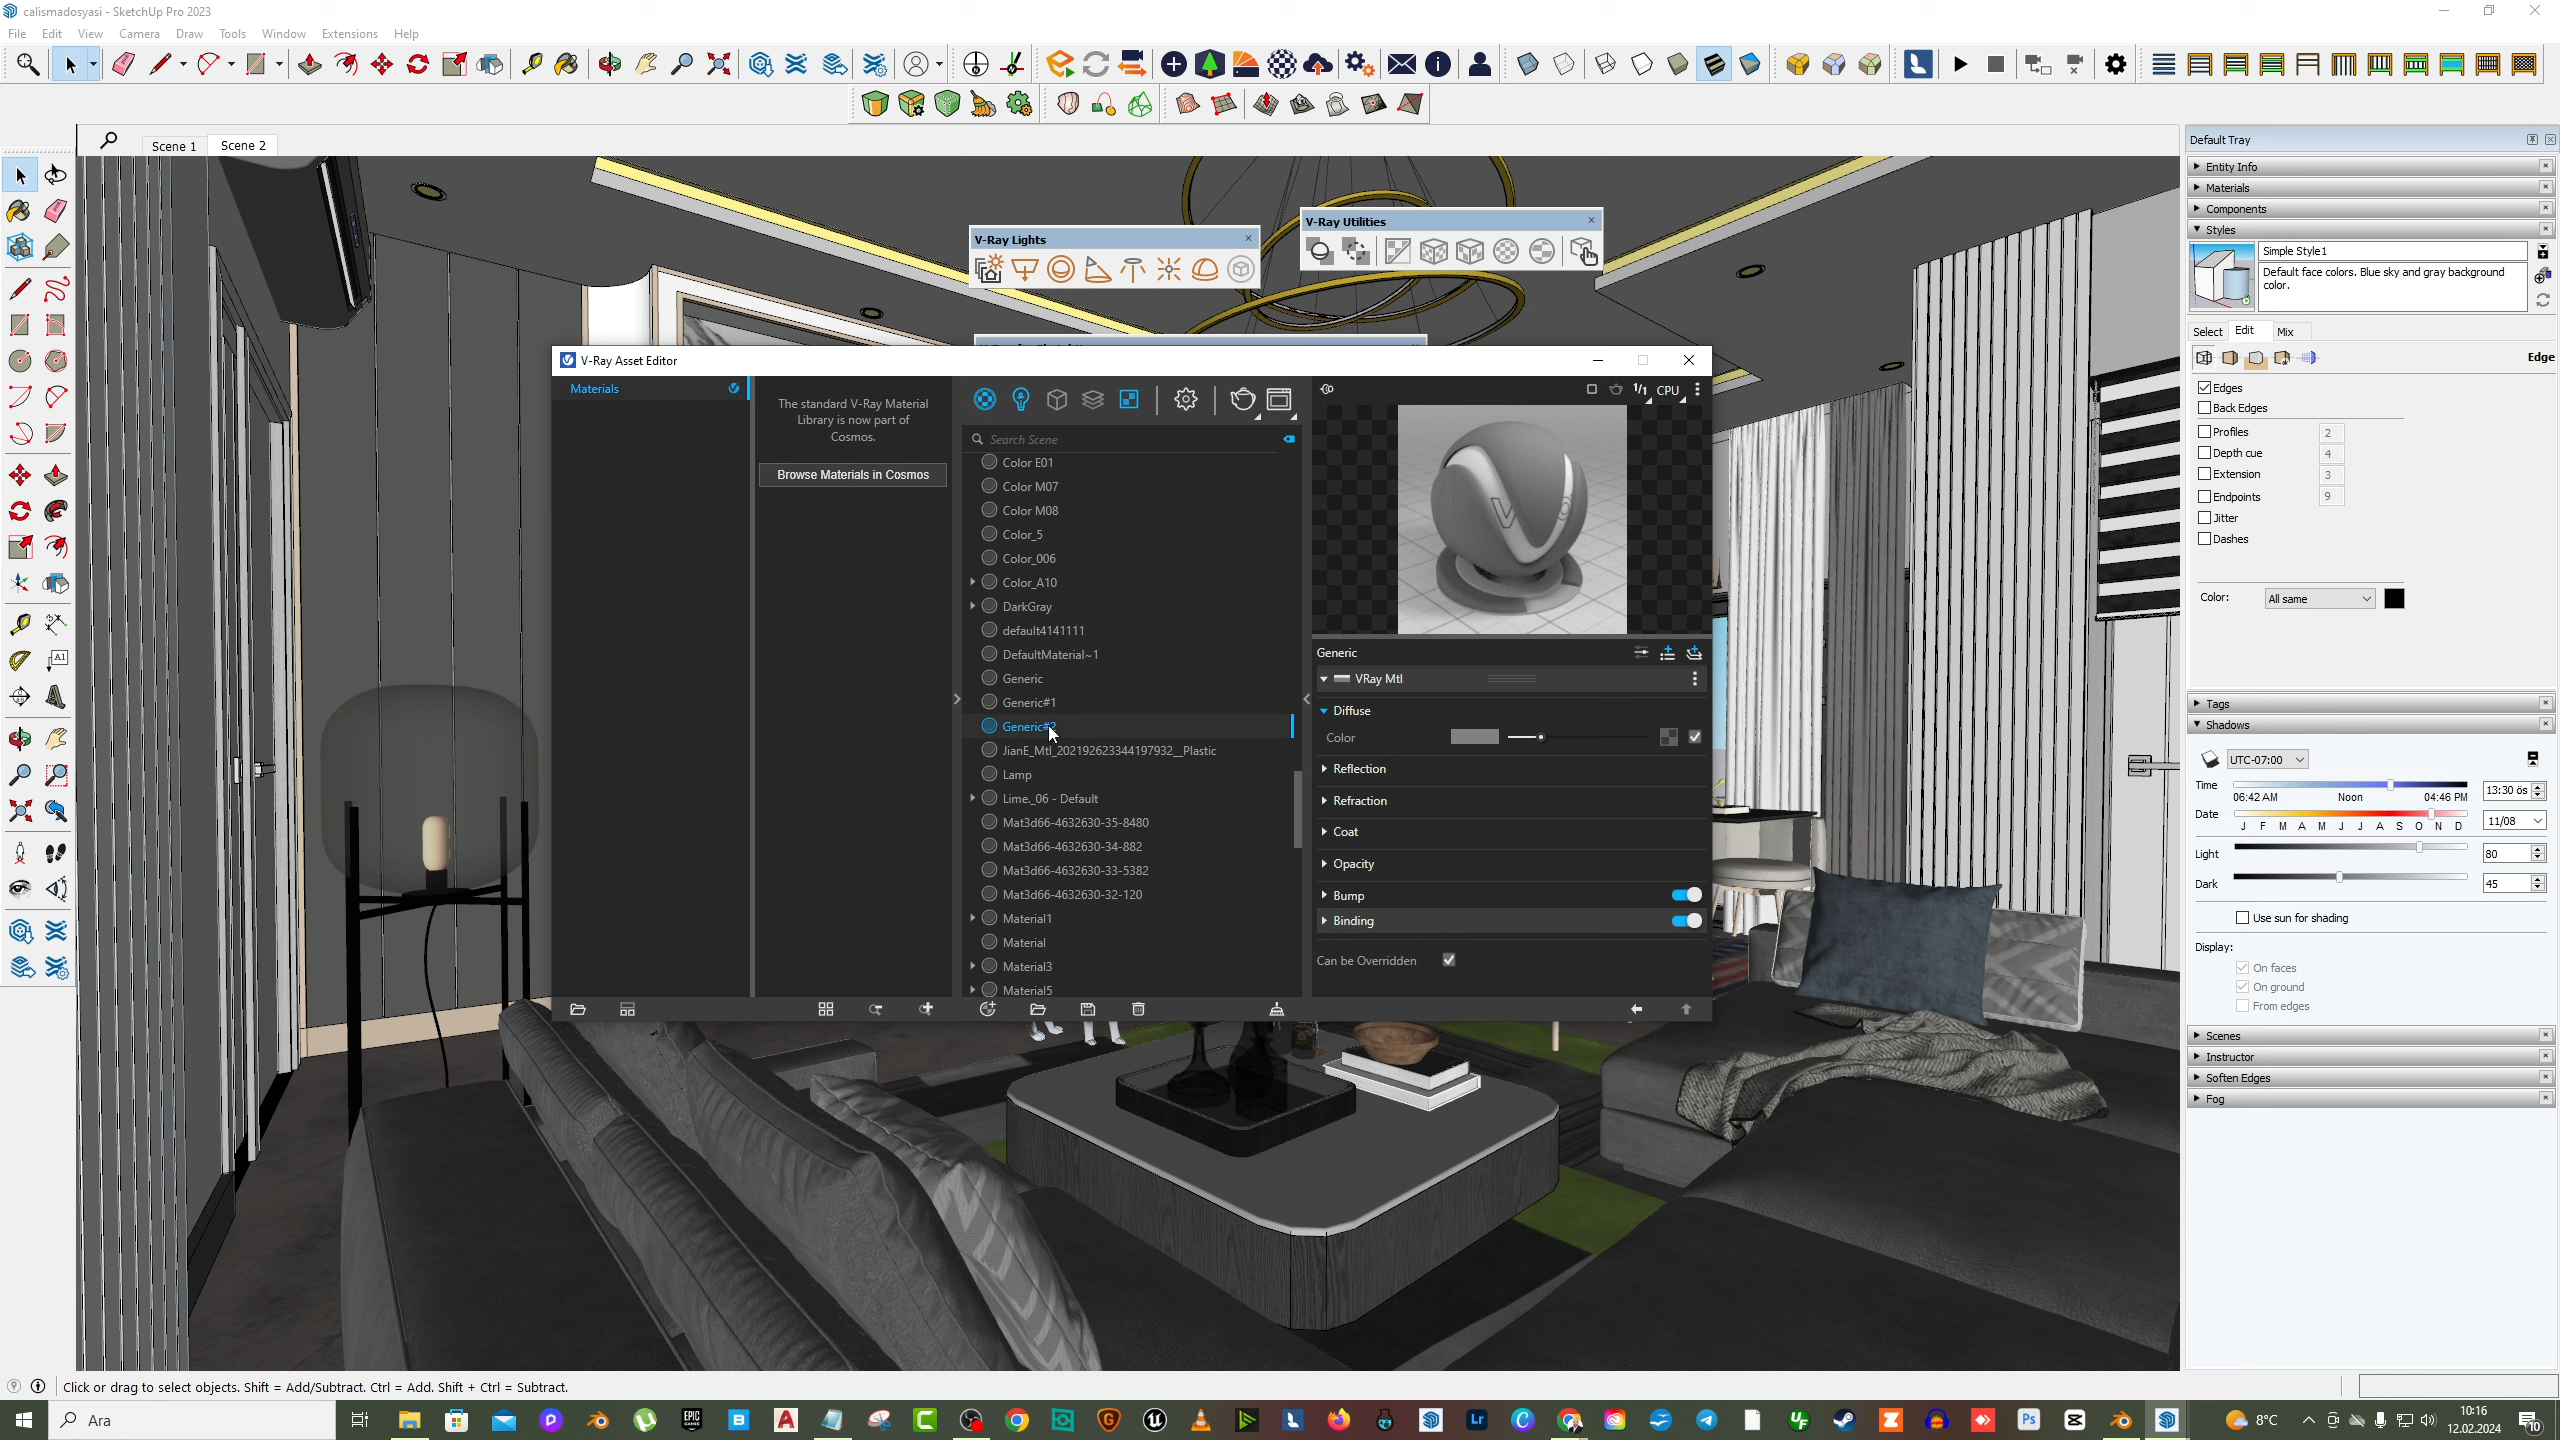 calismadosyasi - SketchUp Pro 2023
File Edit View Camera Draw Tools Window Extensions Help
Scene 1 Scene 2
V-Ray Lights
V-Ray Utilities
V-Ray Asset Editor
Materials
The standard V-Ray Material
Library is now part of
Cosmos.
Browse Materials in Cosmos
Search Scene
Color E01
Color M07
Color M08
Color_5
Color_006
Color_A10
DarkGray
default4141111
DefaultMaterial~1
Generic
Generic#1
Generic#2
JianE_Mtl_202192623344197932__Plastic
Lamp
Lime._06 - Default
Mat3d66-4632630-35-8480
Mat3d66-4632630-34-882
Mat3d66-4632630-33-5382
Mat3d66-4632630-32-120
Material1
Material
Material3
Material5
1/1 CPU
Generic
VRay Mtl
Diffuse
Color
Reflection
Refraction
Coat
Opacity
Bump
Binding
Can be Overridden
Default Tray
Entity Info
Materials
Components
Styles
Simple Style1
Default face colors. Blue sky and gray background
color.
Select Edit Mix
Edge
Edges
Back Edges
Profiles 2
Depth cue 4
Extension 3
Endpoints 9
Jitter
Dashes
Color: All same
Tags
Shadows
UTC-07:00
Time 06:42 AM Noon 04:46 PM 13:30 ös
Date J F M A M J J A S O N D 11/08
Light 80
Dark 45
Use sun for shading
Display:
On faces
On ground
From edges
Scenes
Instructor
Soften Edges
Fog
Click or drag to select objects. Shift = Add/Subtract. Ctrl = Add. Shift + Ctrl = Subtract.
Ara
8°C
10:16
12.02.2024
10